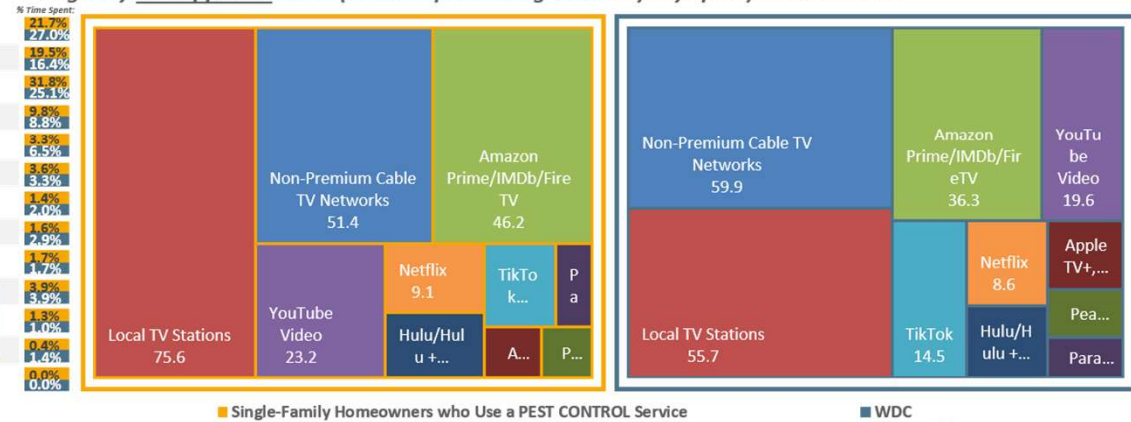 % Time Spent:
21.7%
27.0%
19.5%
16.4%
31.8%
25.1%
9.8%
8.8%
3.3%
6.5%
3.6%
3.3%
1.4%
2.0%
1.6%
2.9%
1.7%
1.7%
3.9%
3.9%
1.3%
1.0%
0.4%
1.4%
0.0%
0.0%
Local TV Stations
75.6
Non-Premium Cable
TV Networks
51.4
Amazon
Prime/IMDb/Fire
TV
46.2
YouTube
Video
23.2
Netflix
9.1
Hulu/Hul
u +...
TikTo
k...
P
a
A...
P...
Non-Premium Cable TV
Networks
59.9
Local TV Stations
55.7
Amazon
Prime/IMDb/Fir
eTV
36.3
YouTu
be
Video
19.6
TikTok
14.5
Netflix
8.6
Hulu/H
ulu +...
Apple
TV+,...
Pea...
Para...
Single-Family Homeowners who Use a PEST CONTROL Service
WDC